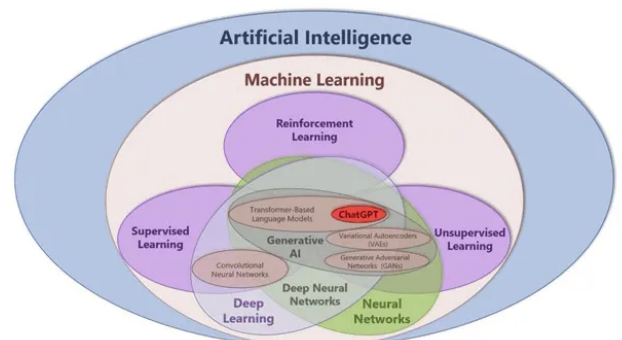 Artificial Intelligence
Machine Learning
Reinforcement
Learning
Transformer-Based
Language Models
ChatGPT
Supervised
Learning
Generative
AI
Variational Autoencoders
(VAEs)
Unsupervised
Learning
Convolutional
Neural Networks
Generative Adversarial
Networks (GANs)
Deep Neural
Networks
Deep
Learning
Neural
Networks